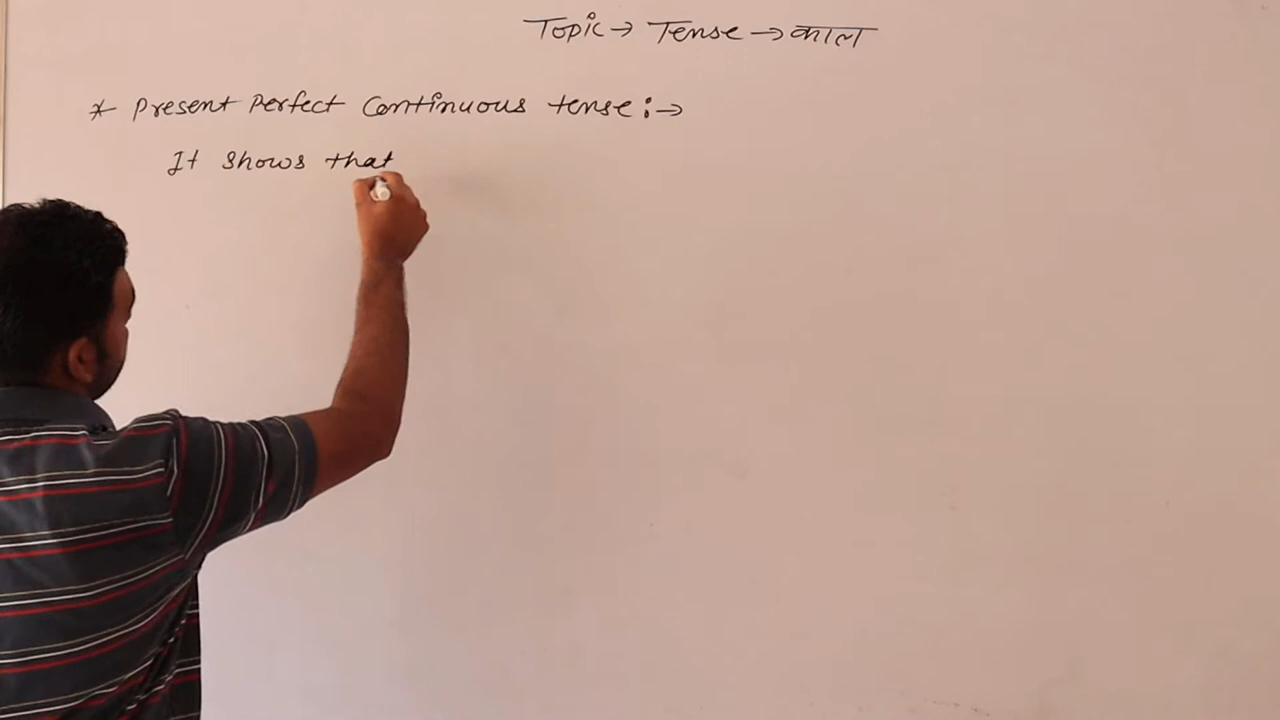 Topic → Tense → काल
* Present Perfect Continuous tense :→
It shows that